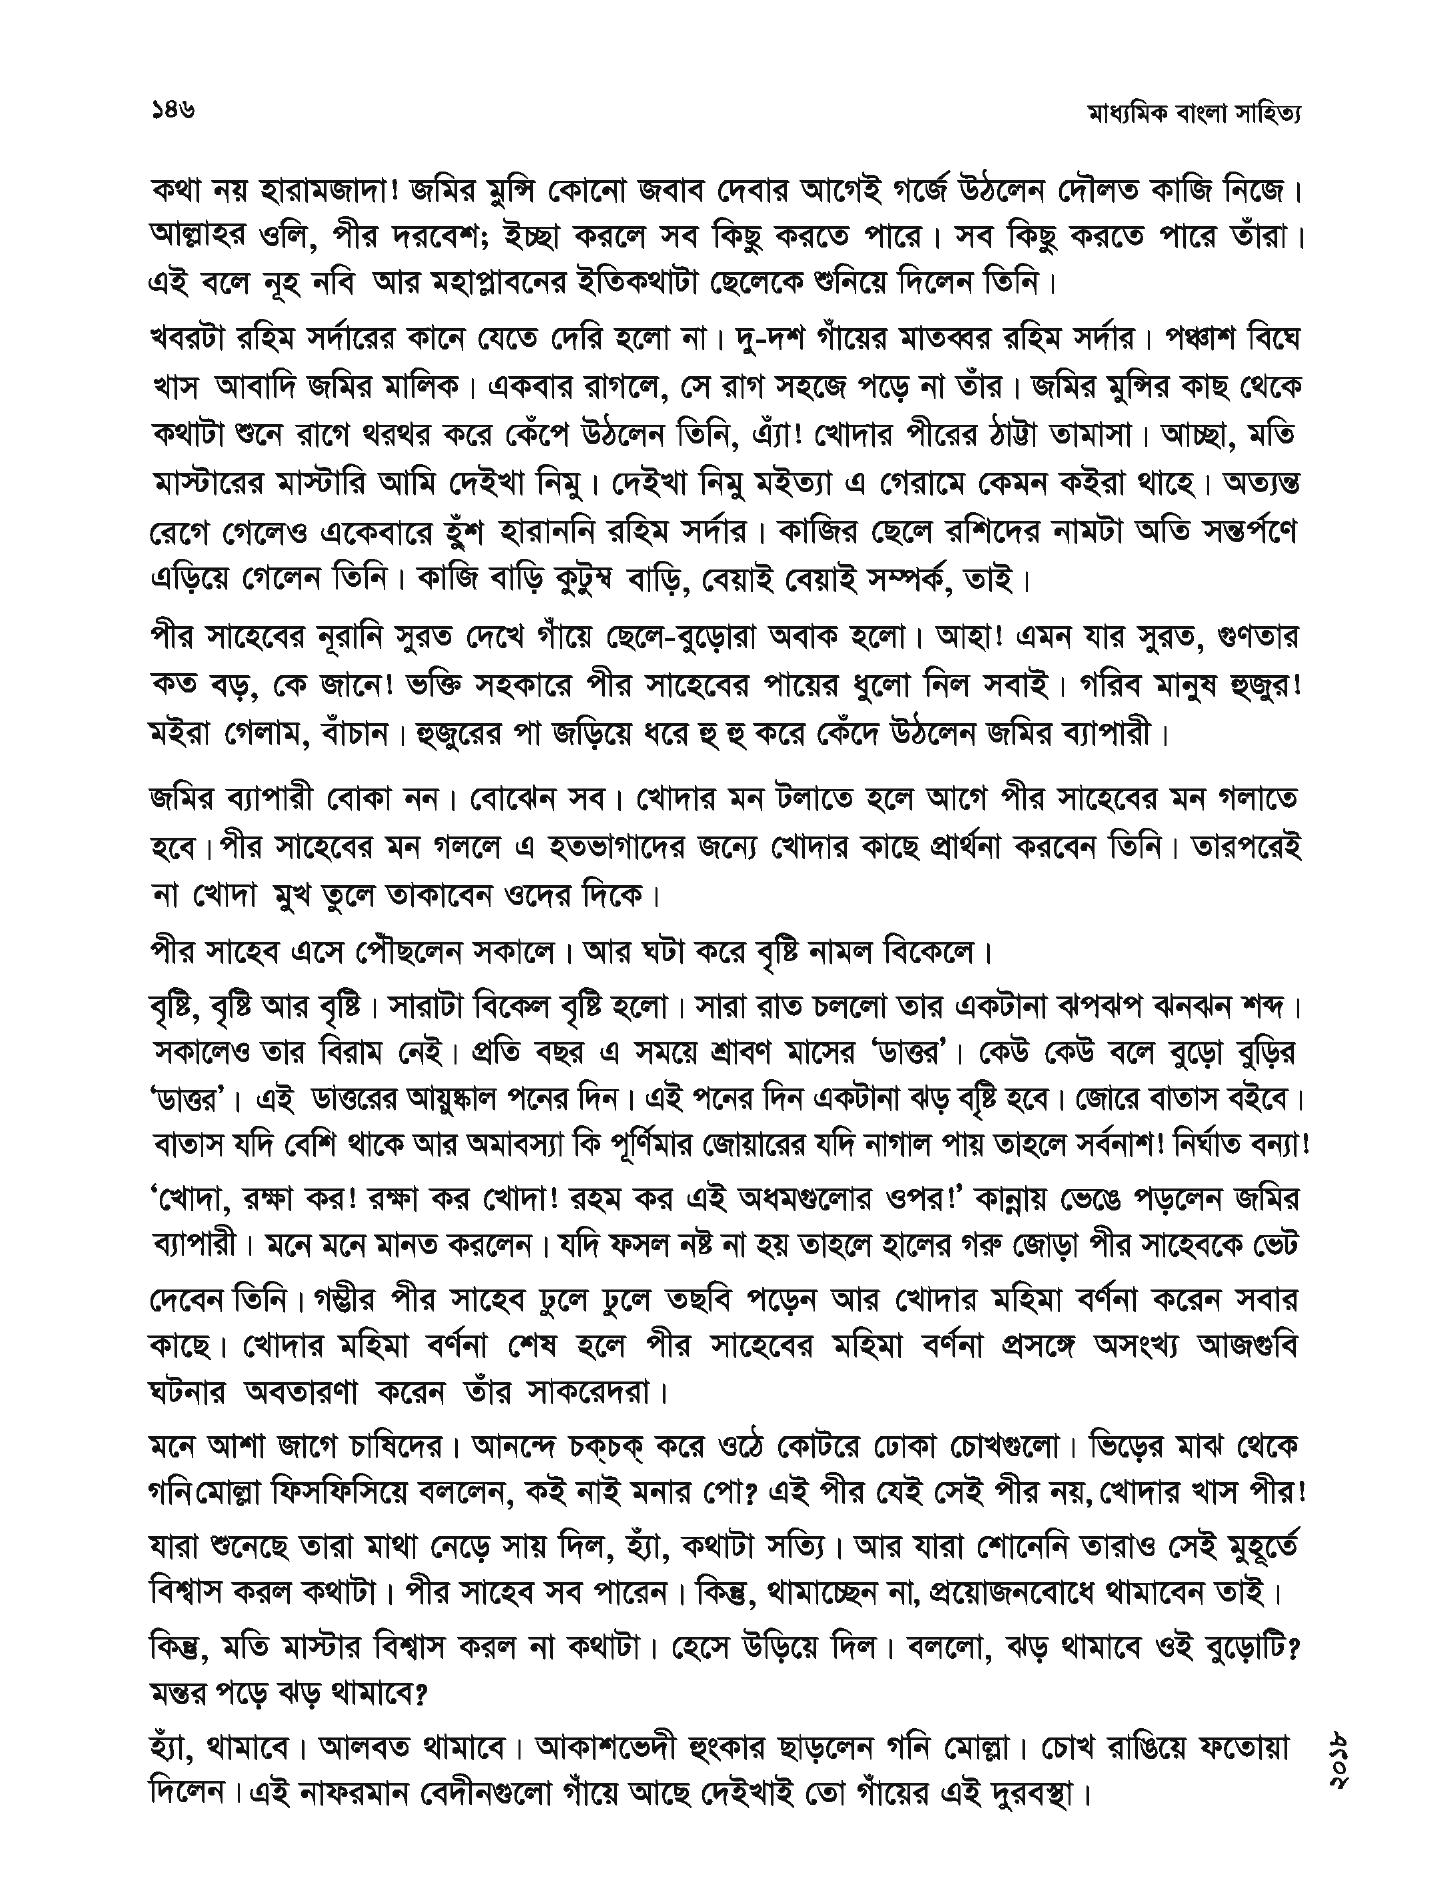 ১৪৬
মাধ্যমিক বাংলা সাহিত্য
কথা নয় হারামজাদা! জমির মুন্সি কোনো জবাব দেবার আগেই গর্জে উঠলেন দৌলত কাজি নিজে।
আল্লাহর ওলি, পীর দরবেশ; ইচ্ছা করলে সব কিছু করতে পারে। সব কিছু করতে পারে তাঁরা।
এই বলে নূহ নবি আর মহাপ্লাবনের ইতিকথাটা ছেলেকে শুনিয়ে দিলেন তিনি।
খবরটা রহিম সর্দারের কানে যেতে দেরি হলো না। দু-দশ গাঁয়ের মাতব্বর রহিম সর্দার। পঞ্চাশ বিঘে
খাস আবাদি জমির মালিক। একবার রাগলে, সে রাগ সহজে পড়ে না তাঁর। জমির মুন্সির কাছ থেকে
কথাটা শুনে রাগে থরথর করে কেঁপে উঠলেন তিনি, এ্যাঁ! খোদার পীরের ঠাট্টা তামাসা। আচ্ছা, মতি
মাস্টারের মাস্টারি আমি দেইখা নিমু। দেইখা নিমু মইত্যা এ গেরামে কেমন কইরা থাহে। অত্যন্ত
রেগে গেলেও একেবারে হুঁশ হারাননি রহিম সর্দার। কাজির ছেলে রশিদের নামটা অতি সন্তর্পণে
এড়িয়ে গেলেন তিনি। কাজি বাড়ি কুটুম্ব বাড়ি, বেয়াই বেয়াই সম্পর্ক, তাই।
পীর সাহেবের নূরানি সুরত দেখে গাঁয়ে ছেলে-বুড়োরা অবাক হলো। আহা! এমন যার সুরত, গুণতার
কত বড়, কে জানে! ভক্তি সহকারে পীর সাহেবের পায়ের ধুলো নিল সবাই। গরিব মানুষ হুজুর!
মইরা গেলাম, বাঁচান। হুজুরের পা জড়িয়ে ধরে হু হু করে কেঁদে উঠলেন জমির ব্যাপারী।
জমির ব্যাপারী বোকা নন। বোঝেন সব। খোদার মন টলাতে হলে আগে পীর সাহেবের মন গলাতে
হবে। পীর সাহেবের মন গললে এ হতভাগাদের জন্যে খোদার কাছে প্রার্থনা করবেন তিনি। তারপরেই
না খোদা মুখ তুলে তাকাবেন ওদের দিকে।
পীর সাহেব এসে পৌঁছলেন সকালে। আর ঘটা করে বৃষ্টি নামল বিকেলে।
বৃষ্টি, বৃষ্টি আর বৃষ্টি। সারাটা বিকেল বৃষ্টি হলো। সারা রাত চললো তার একটানা ঝপঝপ ঝনঝন শব্দ।
সকালেও তার বিরাম নেই। প্রতি বছর এ সময়ে শ্রাবণ মাসের ‘ডাত্তর’। কেউ কেউ বলে বুড়ো বুড়ির
‘ডাত্তর’। এই ডাত্তরের আয়ুষ্কাল পনের দিন। এই পনের দিন একটানা ঝড় বৃষ্টি হবে। জোরে বাতাস বইবে।
বাতাস যদি বেশি থাকে আর অমাবস্যা কি পূর্ণিমার জোয়ারের যদি নাগাল পায় তাহলে সর্বনাশ! নির্ঘাত বন্যা!
‘খোদা, রক্ষা কর! রক্ষা কর খোদা! রহম কর এই অধমগুলোর ওপর!’ কান্নায় ভেঙে পড়লেন জমির
ব্যাপারী। মনে মনে মানত করলেন। যদি ফসল নষ্ট না হয় তাহলে হালের গরু জোড়া পীর সাহেবকে ভেট
দেবেন তিনি। গম্ভীর পীর সাহেব ঢুলে ঢুলে তছবি পড়েন আর খোদার মহিমা বর্ণনা করেন সবার
কাছে। খোদার মহিমা বর্ণনা শেষ হলে পীর সাহেবের মহিমা বর্ণনা প্রসঙ্গে অসংখ্য আজগুবি
ঘটনার অবতারণা করেন তাঁর সাকরেদরা।
মনে আশা জাগে চাষিদের। আনন্দে চক্‌চক্‌ করে ওঠে কোটরে ঢোকা চোখগুলো। ভিড়ের মাঝ থেকে
গনি মোল্লা ফিসফিসিয়ে বললেন, কই নাই মনার পো? এই পীর যেই সেই পীর নয়, খোদার খাস পীর!
যারা শুনেছে তারা মাথা নেড়ে সায় দিল, হ্যাঁ, কথাটা সত্যি। আর যারা শোনেনি তারাও সেই মুহূর্তে
বিশ্বাস করল কথাটা। পীর সাহেব সব পারেন। কিন্তু, থামাচ্ছেন না, প্রয়োজনবোধে থামাবেন তাই।
কিন্তু, মতি মাস্টার বিশ্বাস করল না কথাটা। হেসে উড়িয়ে দিল। বললো, ঝড় থামাবে ওই বুড়োটি?
মন্তর পড়ে ঝড় থামাবে?
হ্যাঁ, থামাবে। আলবত থামাবে। আকাশভেদী হুংকার ছাড়লেন গনি মোল্লা। চোখ রাঙিয়ে ফতোয়া
দিলেন। এই নাফরমান বেদীনগুলো গাঁয়ে আছে দেইখাই তো গাঁয়ের এই দুরবস্থা।
২০১৮